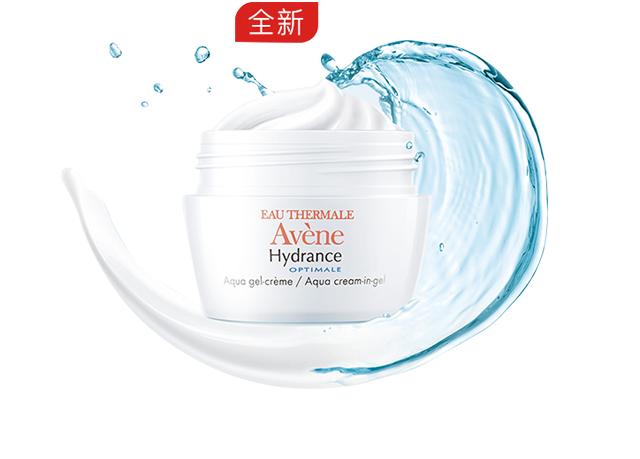 全新
EAU THERMALE
Avène
Hydrance
OPTIMALE
Aqua gel-crème / Aqua cream-in-gel